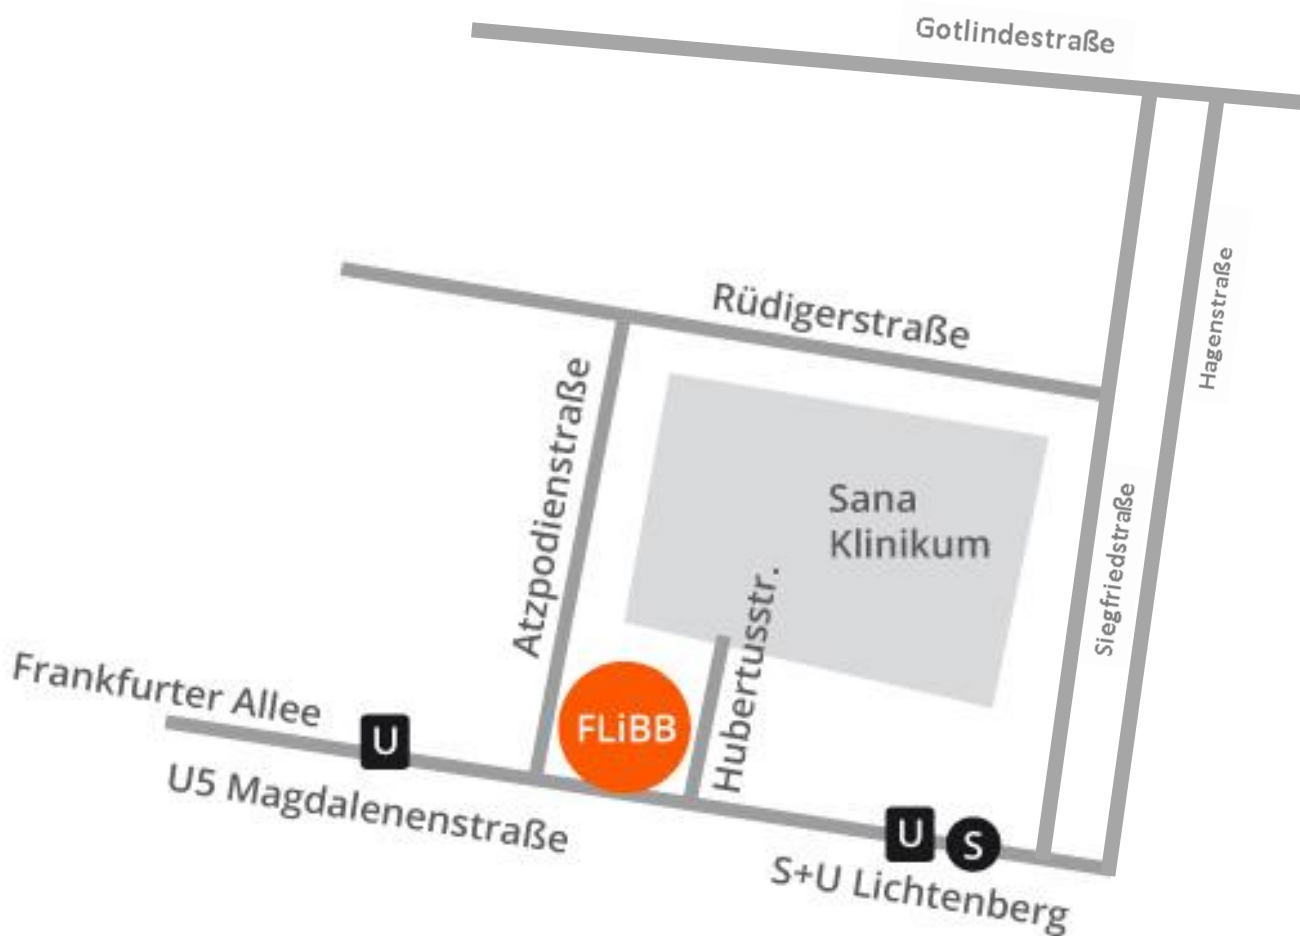 Gotlindestraße
Rüdigerstraße
Hagenstraße
Atzpodienstraße
Sana
Klinikum
Siegfriedstraße
Hubertusstr.
Frankfurter Allee
U
FLiBB
U5 Magdalenenstraße
U
S
S+U Lichtenberg